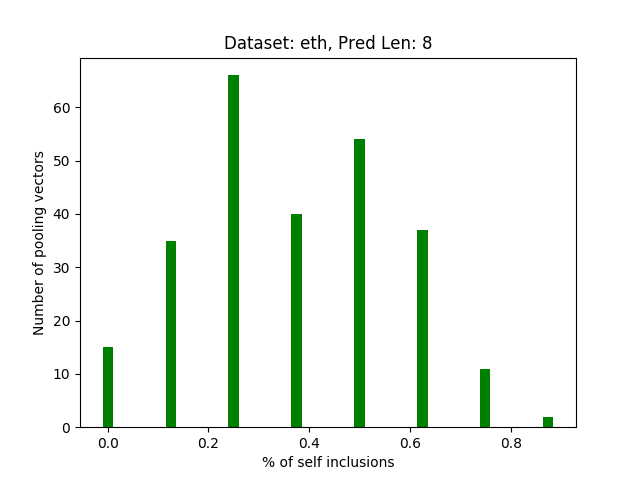 Dataset: eth, Pred Len: 8
Number of pooling vectors
60
50
40
30
20
10
0
0.0 0.2 0.4 0.6 0.8
% of self inclusions